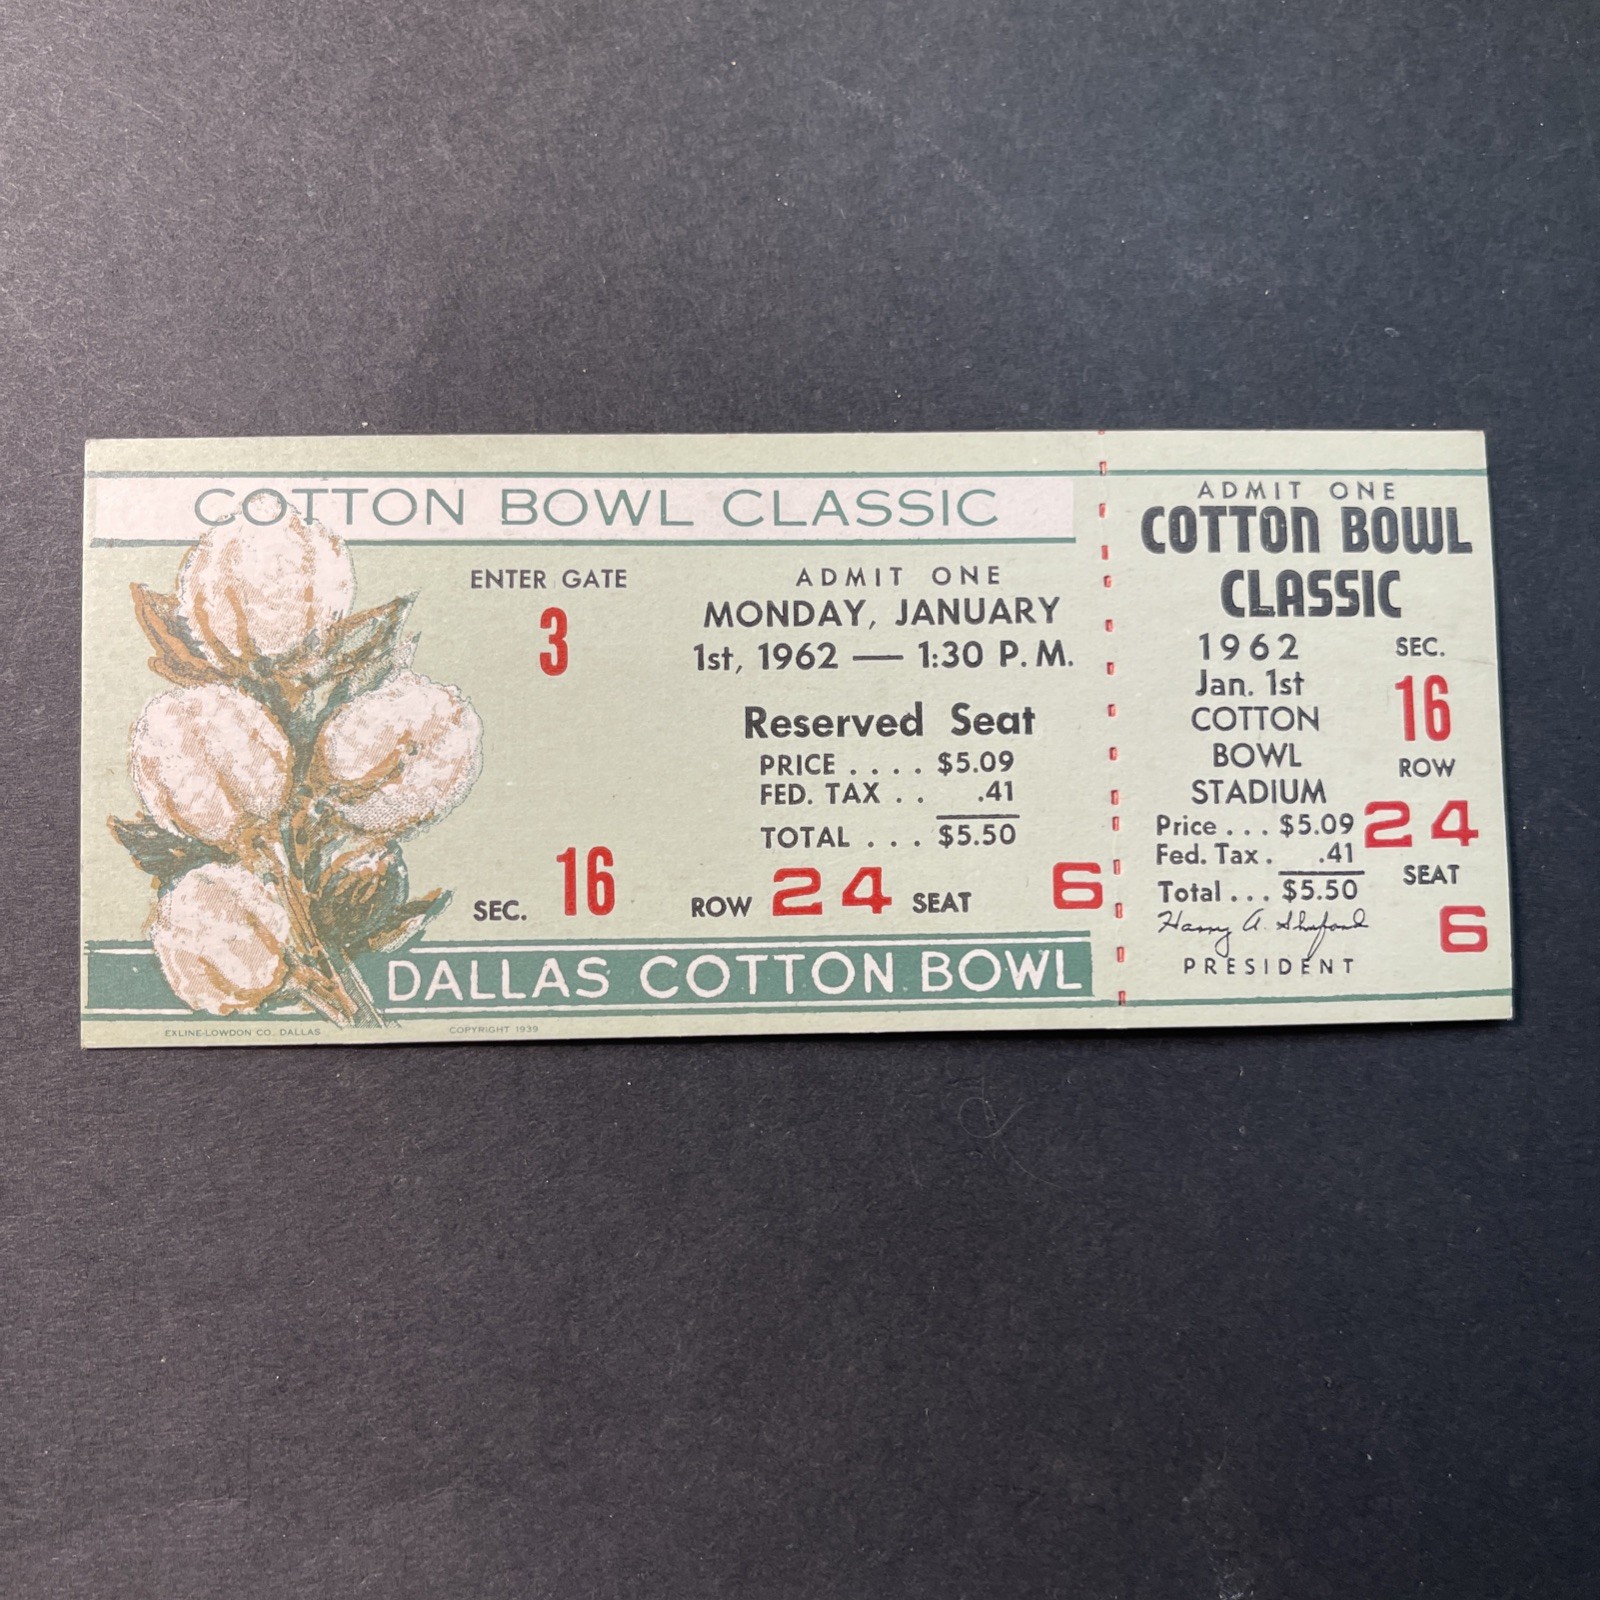 COTTON BOWL CLASSIC
ENTER GATE
3
ADMIT ONE
MONDAY, JANUARY
1st, 1962 — 1:30 P. M.
Reserved Seat
PRICE . . . . $5.09
FED. TAX . . .41
TOTAL . . . $5.50
SEC. 16 ROW 24 SEAT 6
DALLAS COTTON BOWL
EXLINE-LOWDON CO. DALLAS COPYRIGHT 1939
ADMIT ONE
COTTON BOWL
CLASSIC
1962
Jan. 1st
COTTON
BOWL
STADIUM
Price . . . $5.09
Fed. Tax . .41
Total . . . $5.50
Harry A. Shuford
PRESIDENT
SEC.
16
ROW
24
SEAT
6